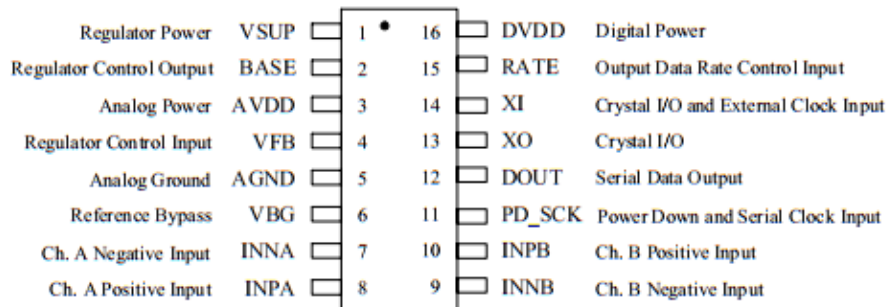 Regulator Power VSUP 1 16 DVDD Digital Power
Regulator Control Output BASE 2 15 RATE Output Data Rate Control Input
Analog Power AVDD 3 14 XI Crystal I/O and External Clock Input
Regulator Control Input VFB 4 13 XO Crystal I/O
Analog Ground AGND 5 12 DOUT Serial Data Output
Reference Bypass VBG 6 11 PD_SCK Power Down and Serial Clock Input
Ch. A Negative Input INNA 7 10 INPB Ch. B Positive Input
Ch. A Positive Input INPA 8 9 INNB Ch. B Negative Input